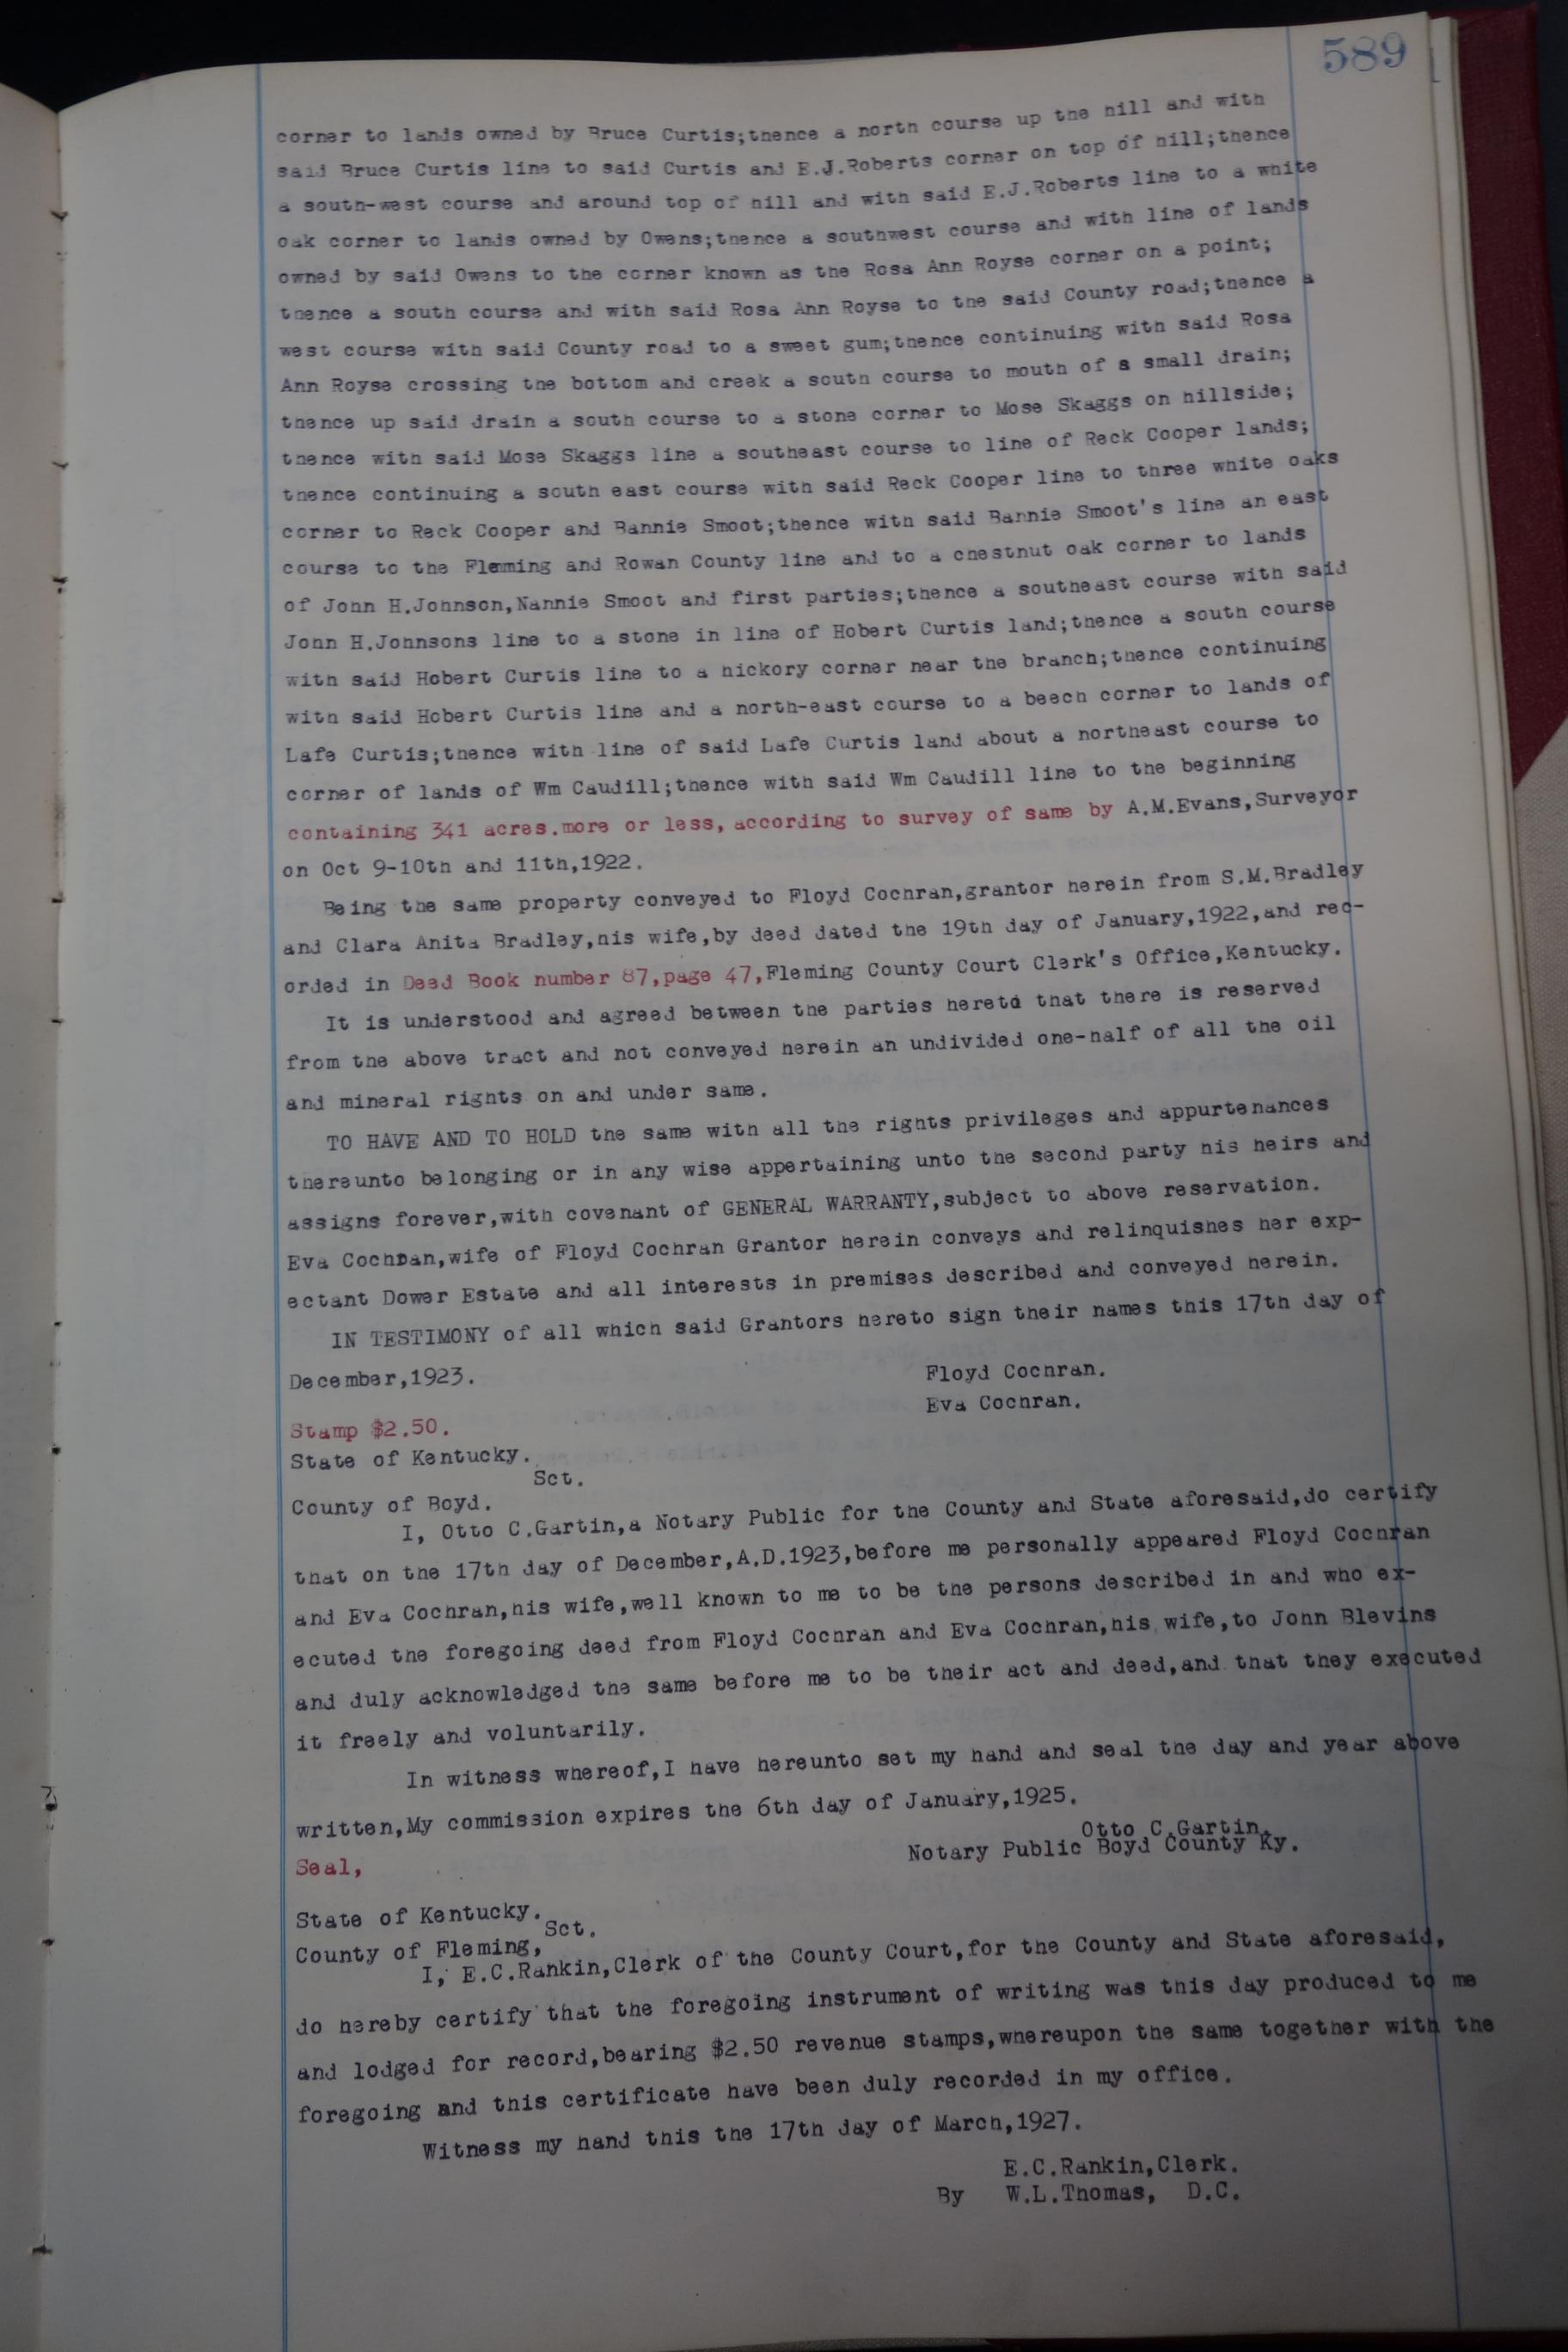 589
corner to lands owned by Bruce Curtis;thence a north course up the hill and with
said Bruce Curtis line to said Curtis and E.J.Roberts corner on top of hill;thence
a south-west course and around top of hill and with said E.J.Roberts line to a white
oak corner to lands owned by Owens;thence a southwest course and with line of lands
owned by said Owens to the corner known as the Rosa Ann Royse corner on a point;
thence a south course and with said Rosa Ann Royse to the said County road;thence a
west course with said County road to a sweet gum;thence continuing with said Rosa
Ann Royse crossing the bottom and creek a south course to mouth of a small drain;
thence up said drain a south course to a stone corner to Mose Skaggs on hillside;
thence with said Mose Skaggs line a southeast course to line of Reck Cooper lands;
thence continuing a south east course with said Reck Cooper line to three white oaks
corner to Reck Cooper and Bannie Smoot;thence with said Bannie Smoot's line an east
course to the Flemming and Rowan County line and to a chestnut oak corner to lands
of John H.Johnson,Nannie Smoot and first parties;thence a southeast course with said
John H.Johnsons line to a stone in line of Hobert Curtis land;thence a south course
with said Hobert Curtis line to a hickory corner near the branch;thence continuing
with said Hobert Curtis line and a north-east course to a beech corner to lands of
Lafe Curtis;thence with line of said Lafe Curtis land about a northeast course to
corner of lands of Wm Caudill;thence with said Wm Caudill line to the beginning
containing 341 acres.more or less,according to survey of same by A.M.Evans,Surveyor
on Oct 9-10th and 11th,1922.
Being the same property conveyed to Floyd Cochran,grantor herein from S.M.Bradley
and Clara Anita Bradley,his wife,by deed dated the 19th day of January,1922,and rec-
orded in Deed Book number 87,page 47,Fleming County Court Clerk's Office,Kentucky.
It is understood and agreed between the parties hereto that there is reserved
from the above tract and not conveyed herein an undivided one-half of all the oil
and mineral rights on and under same.
TO HAVE AND TO HOLD the same with all the rights privileges and appurtenances
thereunto belonging or in any wise appertaining unto the second party his heirs and
assigns forever,with covenant of GENERAL WARRANTY,subject to above reservation.
Eva Cochran,wife of Floyd Cochran Grantor herein conveys and relinquishes her exp-
ectant Dower Estate and all interests in premises described and conveyed herein.
IN TESTIMONY of all which said Grantors hereto sign their names this 17th day of
December,1923.
Floyd Cochran.
Eva Cochran.
Stamp $2.50.
State of Kentucky.
Sct.
County of Boyd.
I, Otto C.Gartin,a Notary Public for the County and State aforesaid,do certify
that on the 17th day of December,A.D.1923,before me personally appeared Floyd Cochran
and Eva Cochran,his wife,well known to me to be the persons described in and who ex-
ecuted the foregoing deed from Floyd Cochran and Eva Cochran,his wife,to John Blevins
and duly acknowledged the same before me to be their act and deed,and that they executed
it freely and voluntarily.
In witness whereof,I have hereunto set my hand and seal the day and year above
written,My commission expires the 6th day of January,1925.
Otto C.Gartin.
Notary Public Boyd County Ky.
Seal,
State of Kentucky.
Sct.
County of Fleming,
I, E.C.Rankin,Clerk of the County Court,for the County and State aforesaid,
do hereby certify that the foregoing instrument of writing was this day produced to me
and lodged for record,bearing $2.50 revenue stamps,whereupon the same together with the
foregoing and this certificate have been duly recorded in my office.
Witness my hand this the 17th day of March,1927.
E.C.Rankin,Clerk.
By W.L.Thomas, D.C.